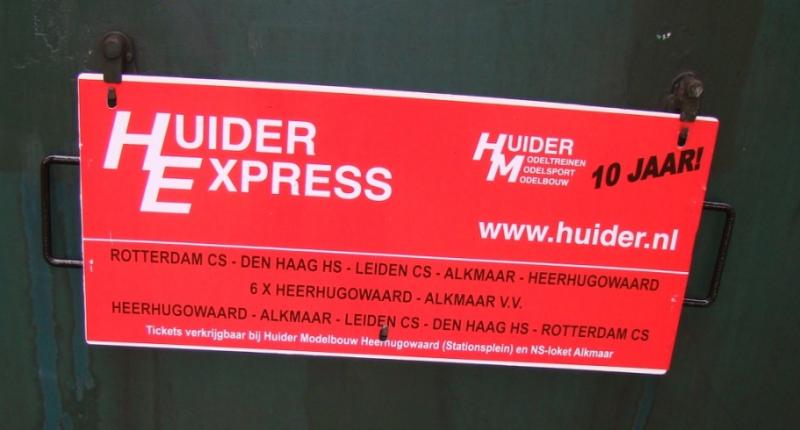 HUIDER
EXPRESS
HUIDER
MODELTREINEN
MODELSPORT
MODELBOUW
10 JAAR!
www.huider.nl
ROTTERDAM CS - DEN HAAG HS - LEIDEN CS - ALKMAAR - HEERHUGOWAARD
6 X HEERHUGOWAARD - ALKMAAR V.V.
HEERHUGOWAARD - ALKMAAR - LEIDEN CS - DEN HAAG HS - ROTTERDAM CS
Tickets verkrijgbaar bij Huider Modelbouw Heerhugowaard (Stationsplein) en NS-loket Alkmaar